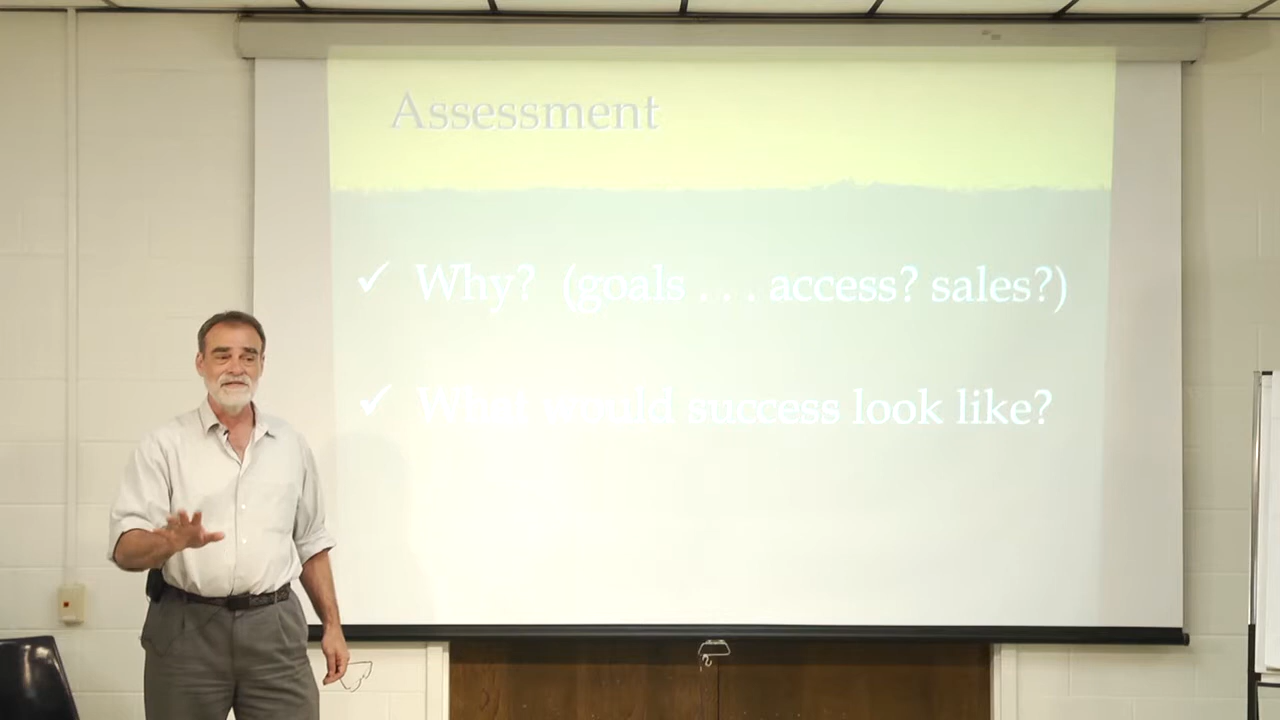 Assessment
✓ Why? (goals . . . access? sales?)
✓ What would success look like?